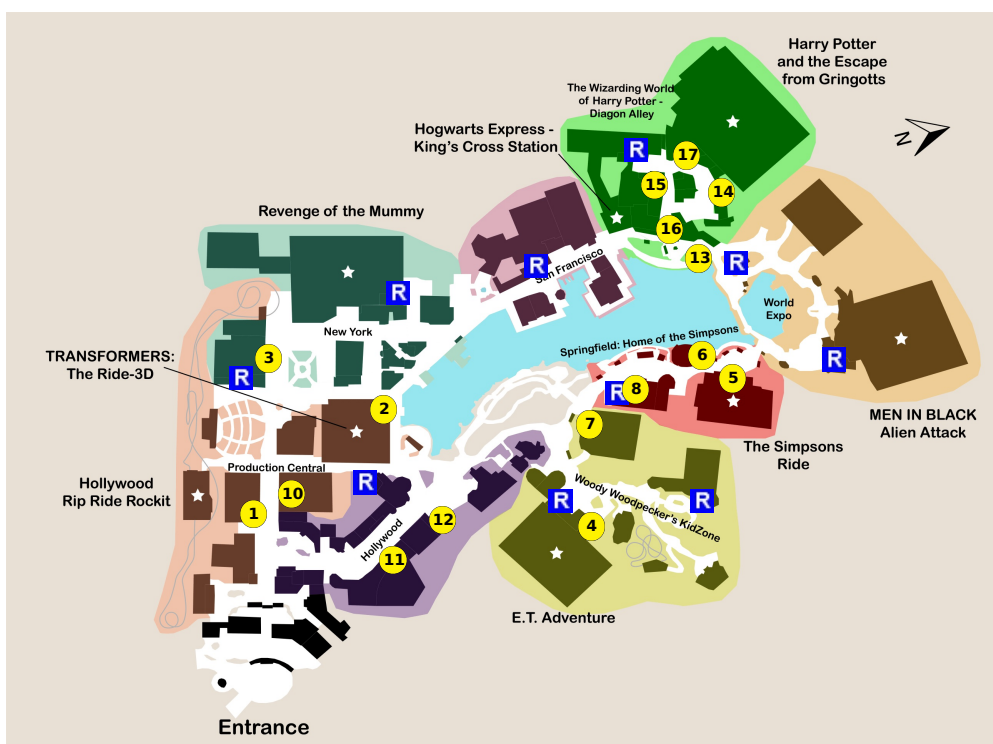 Harry Potter
and the Escape
from Gringotts
The Wizarding World
of Harry Potter -
Diagon Alley
Hogwarts Express -
King's Cross Station
N
R
17
15
14
16
13
Revenge of the Mummy
San Francisco
R
R
World
Expo
R
New York
Springfield: Home of the Simpsons
TRANSFORMERS:
The Ride-3D
3
R
2
6
R
5
R
8
7
MEN IN BLACK
Alien Attack
The Simpsons
Ride
Production Central
Hollywood
Rip Ride Rockit
R
10
1
12
11
Hollywood
Woody Woodpecker's KidZone
R
R
4
E.T. Adventure
Entrance